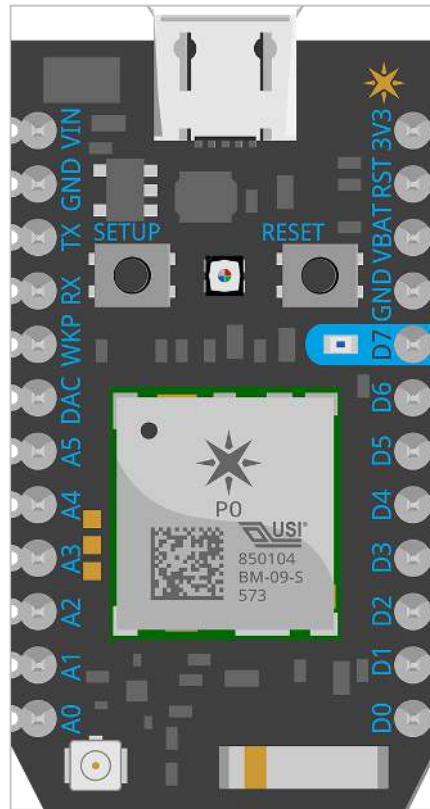 VIN
GND
TX
RX
WKP
DAC
A5
A4
A3
A2
A1
A0
SETUP
RESET
P0
USI®
850104
BM-09-S
573
3V3
RST
VBAT
GND
D7
D6
D5
D4
D3
D2
D1
D0